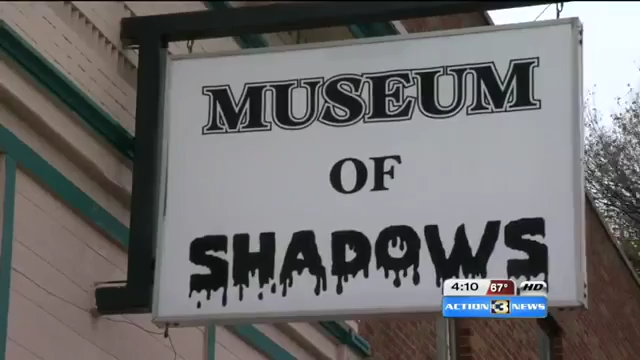 MUSEUM
OF
SHADOWS
4:10 67° HD
ACTION 3 NEWS